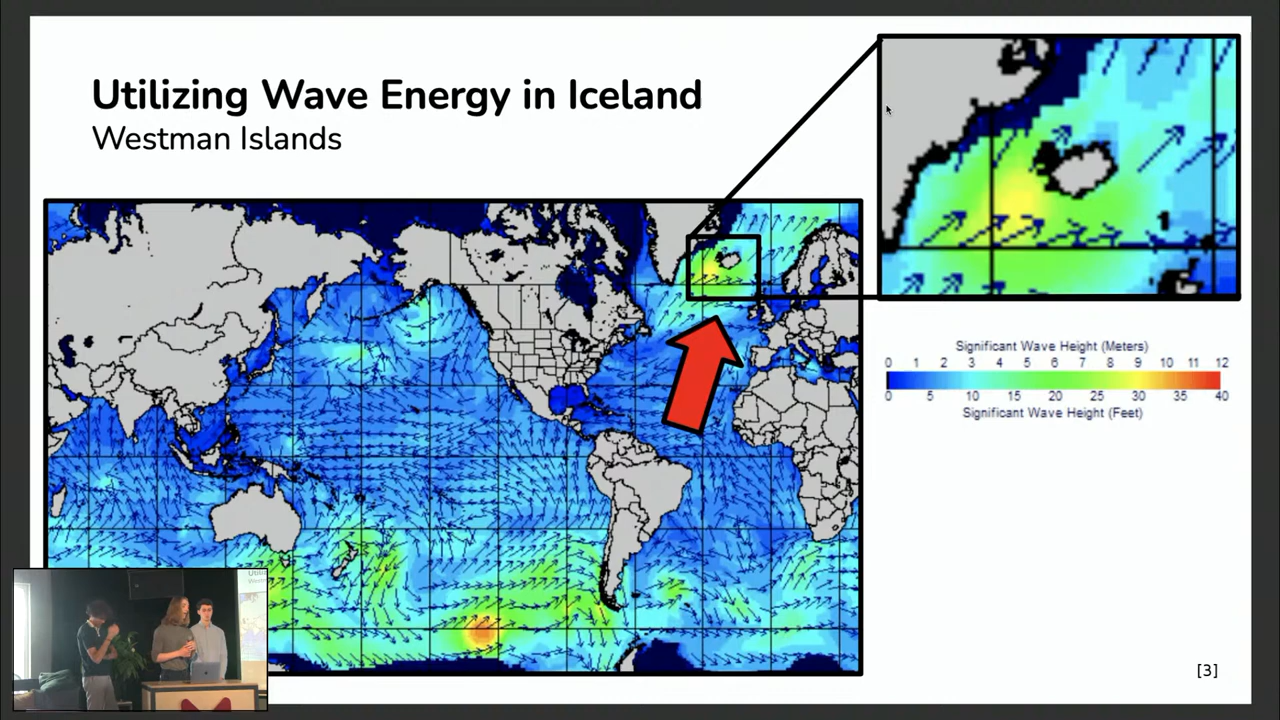 Utilizing Wave Energy in Iceland
Westman Islands
Significant Wave Height (Meters)
0 1 2 3 4 5 6 7 8 9 10 11 12
0 5 10 15 20 25 30 35 40
Significant Wave Height (Feet)
[3]